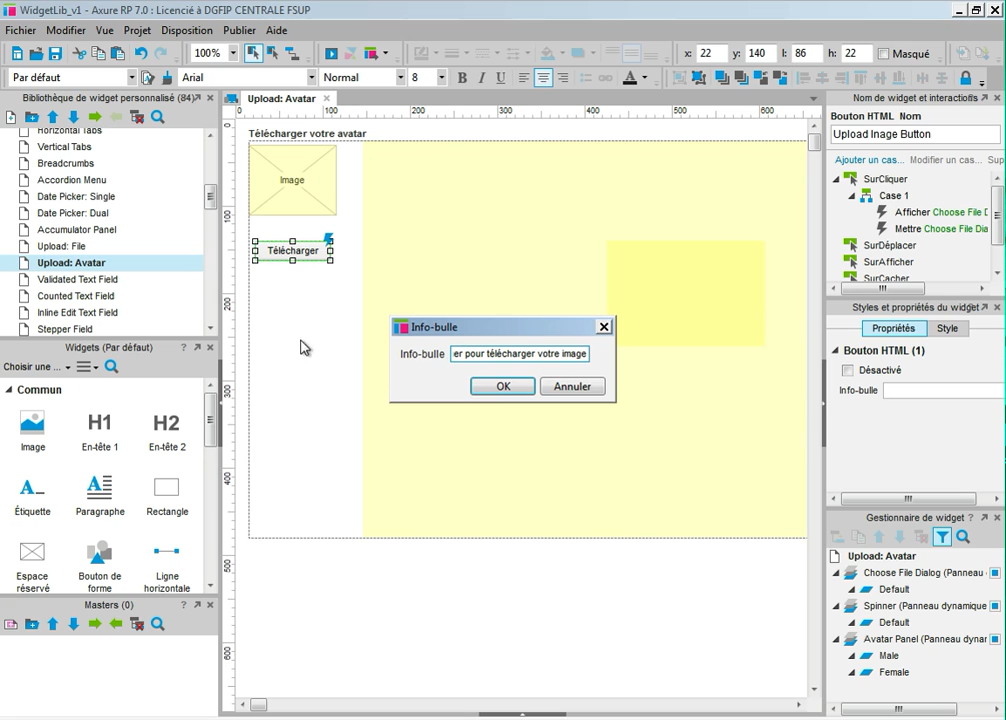 WidgetLib_v1 - Axure RP 7.0 : Licencié à DGFIP CENTRALE FSUP
Fichier Modifier Vue Projet Disposition Publier Aide
100% x: 22 y: 140 l: 86 h: 22 Masqué
Par défaut Arial Normal 8 B I U A
Bibliothèque de widget personnalisé (84)
Horizontal Tabs
Vertical Tabs
Breadcrumbs
Accordion Menu
Date Picker: Single
Date Picker: Dual
Accumulator Panel
Upload: File
Upload: Avatar
Validated Text Field
Counted Text Field
Inline Edit Text Field
Stepper Field
Widgets (Par défaut) ?
Choisir une ...
Commun
Image
H1
En-tête 1
H2
En-tête 2
A
Étiquette
A
Paragraphe
Rectangle
Espace réservé
Bouton de forme
Ligne horizontale
Masters (0) ?
Upload: Avatar
0 100 200 300 400 500 600
0
100
200
300
400
500
600
Télécharger votre avatar
Image
Télécharger
Info-bulle
Info-bulle er pour télécharger votre image
OK Annuler
Nom de widget et interactions
Bouton HTML Nom
Upload Image Button
Ajouter un cas... Modifier un cas... Sup
SurCliquer
Case 1
Afficher Choose File D
Mettre Choose File Dia
SurDéplacer
SurAfficher
SurCacher
Styles et propriétés du widget
Propriétés Style
Bouton HTML (1)
Désactivé
Info-bulle
Gestionnaire de widget ?
Upload: Avatar
Choose File Dialog (Panneau
Default
Spinner (Panneau dynamique
Default
Avatar Panel (Panneau dynar
Male
Female